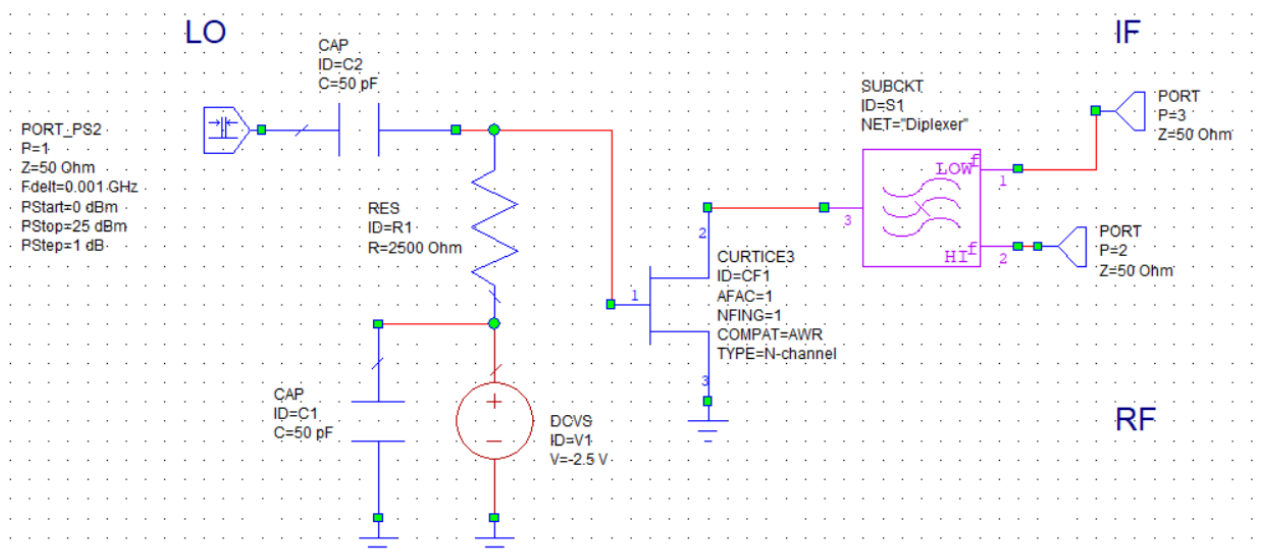 LO
IF
CAP
ID=C2
C=50 pF
PORT_PS2
P=1
Z=50 Ohm
Fdelt=0.001 GHz
PStart=0 dBm
PStop=25 dBm
PStep=1 dB
RES
ID=R1
R=2500 Ohm
CAP
ID=C1
C=50 pF
DCVS
ID=V1
V=-2.5 V
+
−
1
2
3
CURTICE3
ID=CF1
AFAC=1
NFING=1
COMPAT=AWR
TYPE=N-channel
SUBCKT
ID=S1
NET="Diplexer"
LOW f
1
3
HI f
2
PORT
P=3
Z=50 Ohm
PORT
P=2
Z=50 Ohm
RF